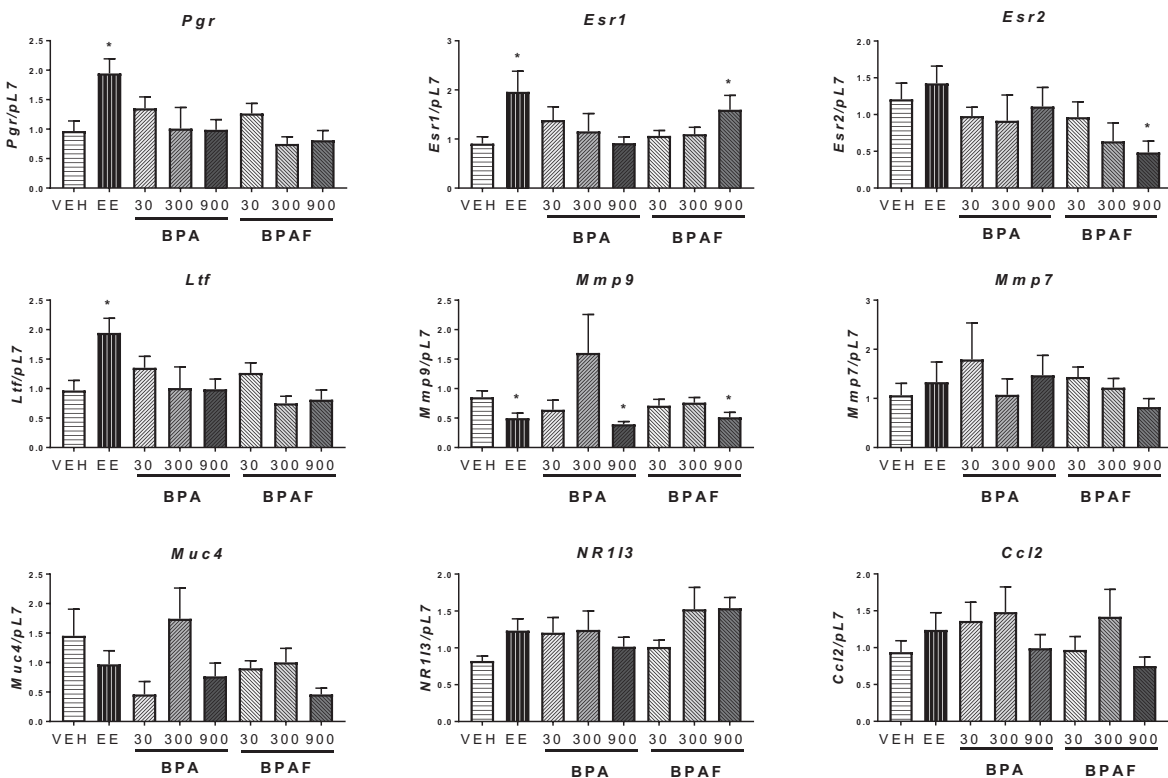 Pgr
Pgr/pL7
2.5
2.0
1.5
1.0
0.5
0.0
*
VEH EE 30 300 900 30 300 900
BPA BPAF
Esr1
Esr1/pL7
3
2
1
0
* *
VEH EE 30 300 900 30 300 900
BPA BPAF
Esr2
Esr2/pL7
2.0
1.5
1.0
0.5
0.0
*
VEH EE 30 300 900 30 300 900
BPA BPAF
Ltf
Ltf/pL7
2.5
2.0
1.5
1.0
0.5
0.0
*
VEH EE 30 300 900 30 300 900
BPA BPAF
Mmp9
Mmp9/pL7
2.5
2.0
1.5
1.0
0.5
0.0
* * *
VEH EE 30 300 900 30 300 900
BPA BPAF
Mmp7
Mmp7/pL7
3
2
1
0
VEH EE 30 300 900 30 300 900
BPA BPAF
Muc4
Muc4/pL7
2.5
2.0
1.5
1.0
0.5
0.0
VEH EE 30 300 900 30 300 900
BPA BPAF
NR1I3
NR1I3/pL7
2.5
2.0
1.5
1.0
0.5
0.0
VEH EE 30 300 900 30 300 900
BPA BPAF
Ccl2
Ccl2/pL7
2.5
2.0
1.5
1.0
0.5
0.0
VEH EE 30 300 900 30 300 900
BPA BPAF